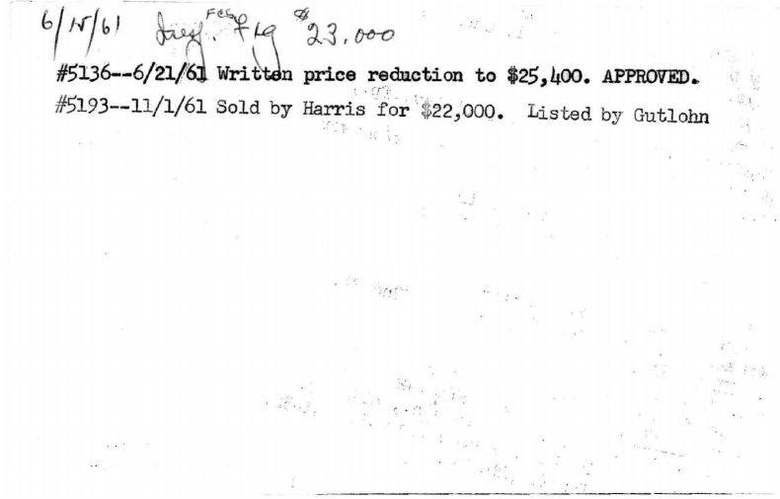 6/15/61 $23,000
#5136--6/21/61 Written price reduction to $25,400. APPROVED.
#5193--11/1/61 Sold by Harris for $22,000. Listed by Gutlohn